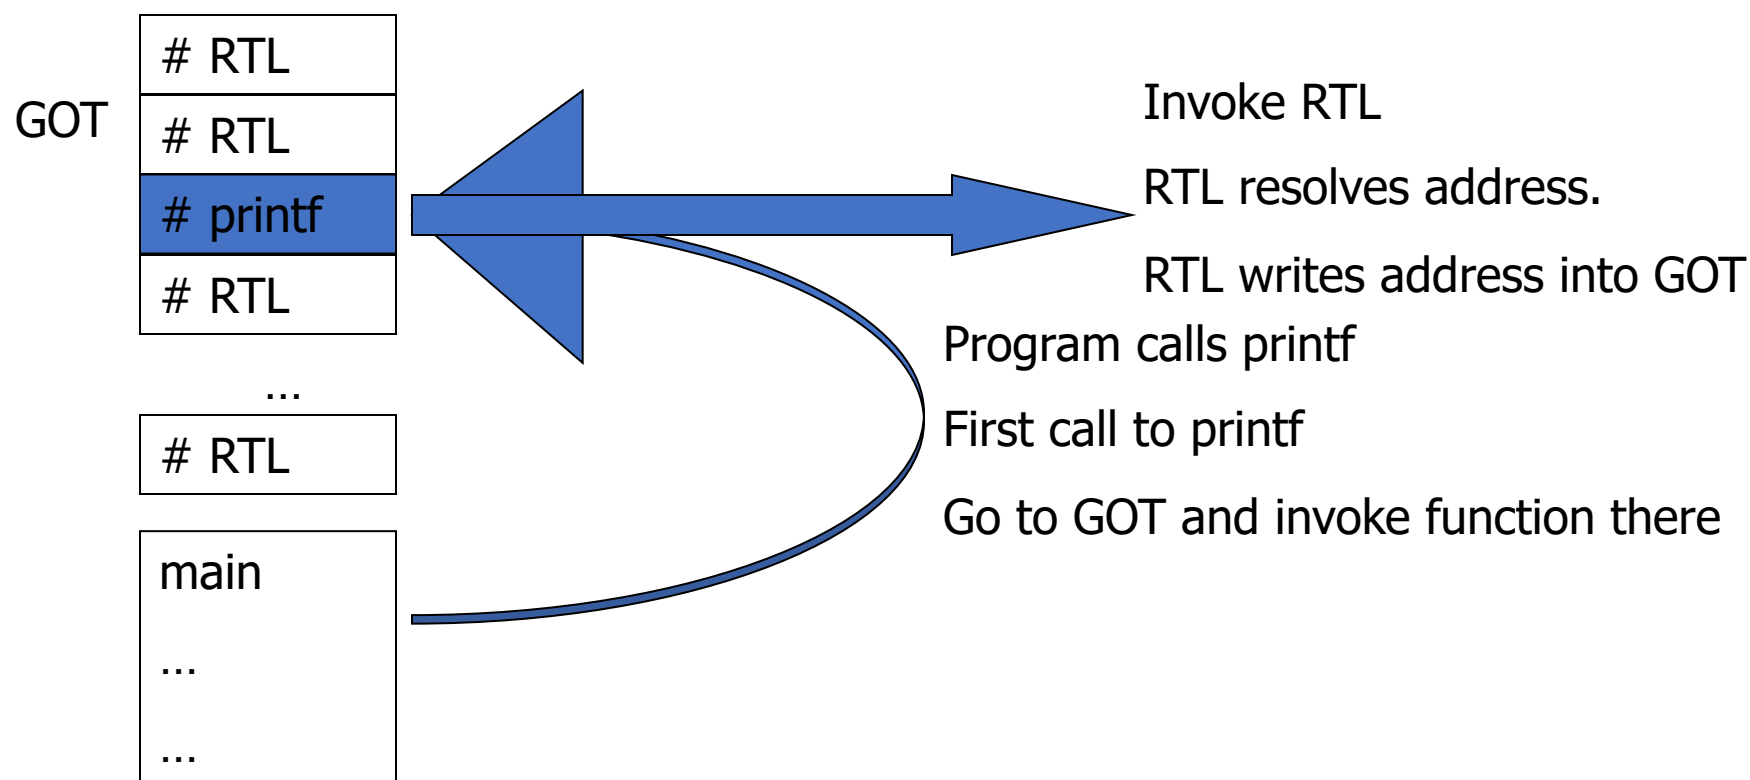 GOT
# RTL
# RTL
# printf
# RTL
...
# RTL
main
...
...
Invoke RTL
RTL resolves address.
RTL writes address into GOT
Program calls printf
First call to printf
Go to GOT and invoke function there